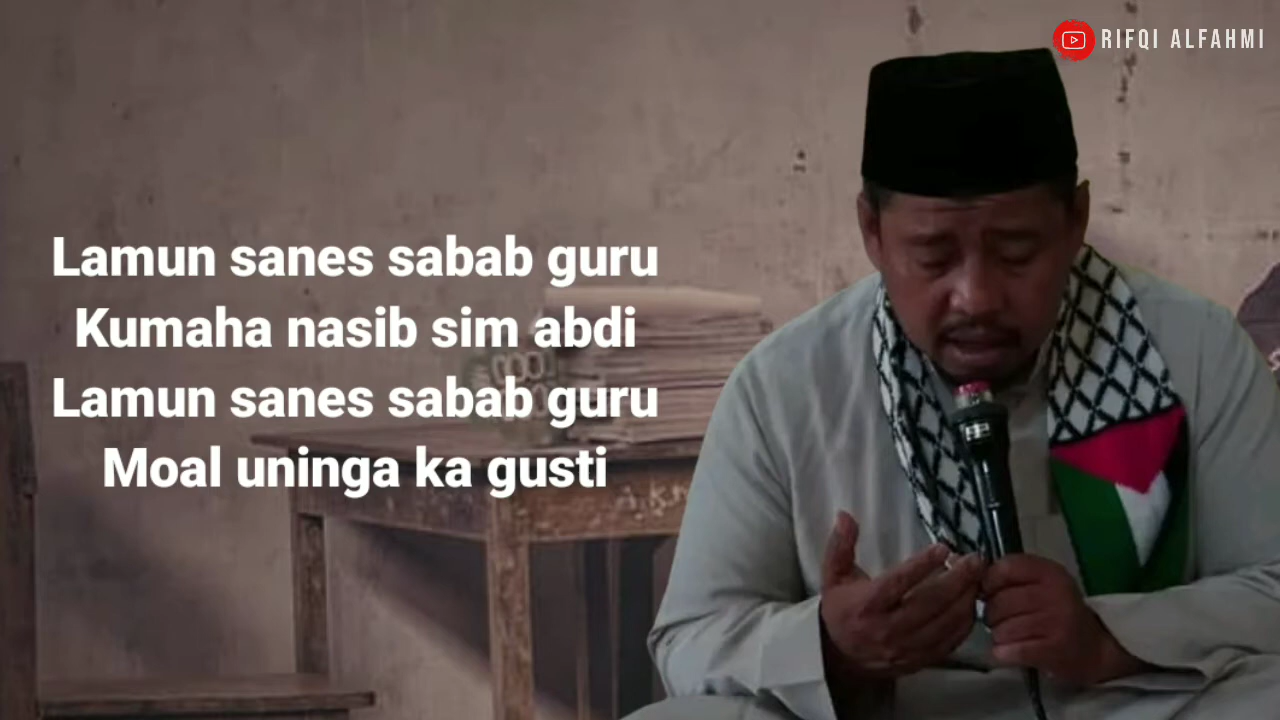 RIFQI ALFAHMI
Lamun sanes sabab guru
Kumaha nasib sim abdi
Lamun sanes sabab guru
Moal uninga ka gusti